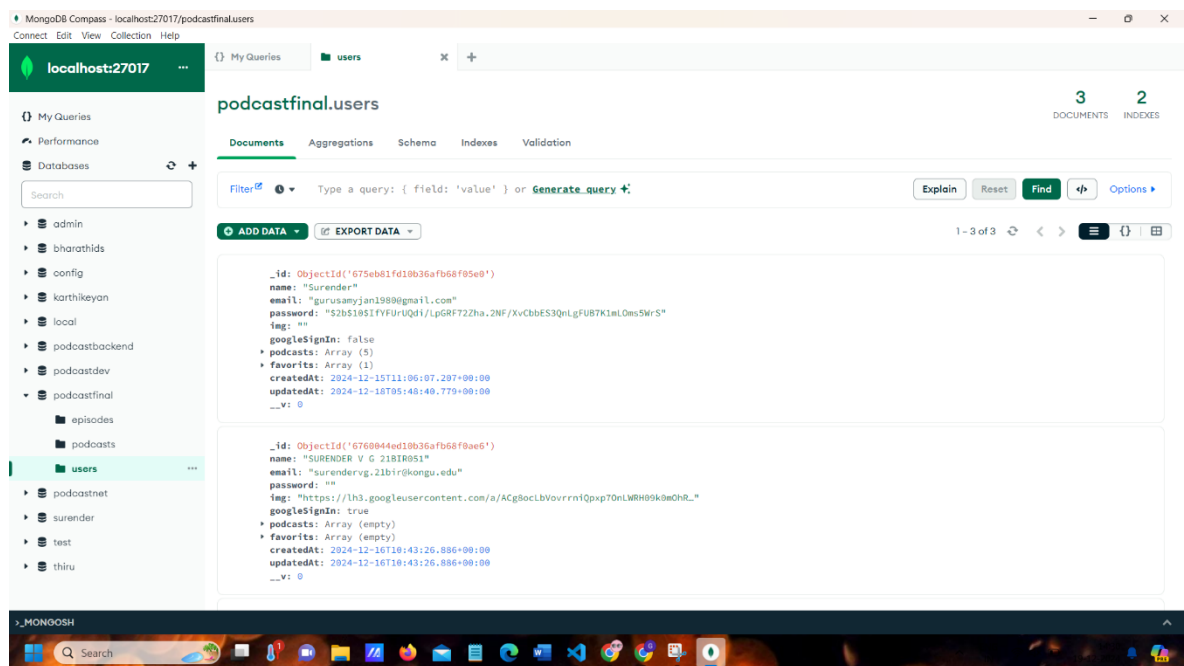 MongoDB Compass - localhost:27017/podcastfinal.users
Connect Edit View Collection Help
localhost:27017 ...
{} My Queries
Performance
Databases
Search
admin
bharathids
config
karthikeyan
local
podcastbackend
podcastdev
podcastfinal
episodes
podcasts
users ...
podcastnet
surender
test
thiru
{} My Queries
users
podcastfinal.users
3
DOCUMENTS
2
INDEXES
Documents Aggregations Schema Indexes Validation
Filter Type a query: { field: 'value' } or Generate query Explain Reset Find </> Options
ADD DATA EXPORT DATA 1 – 3 of 3 {}
_id: ObjectId('675eb81fd10b36afb68f05e0')
name: "Surender"
email: "gurusamyjan1980@gmail.com"
password: "$2b$10$IfYFUrUQdi/LpGRF72Zha.2NF/XvCbbES3QnLgFUB7K1mLOms5WrS"
img: ""
googleSignIn: false
podcasts: Array (5)
favorits: Array (1)
createdAt: 2024-12-15T11:06:07.207+00:00
updatedAt: 2024-12-18T05:48:40.779+00:00
__v: 0
_id: ObjectId('6760044ed10b36afb68f0ae6')
name: "SURENDER V G 21BIR051"
email: "surendervg.21bir@kongu.edu"
password: ""
img: "https://lh3.googleusercontent.com/a/ACg8ocLbVovrrniQpxp7OnLWRH09k0mOhR…"
googleSignIn: true
podcasts: Array (empty)
favorits: Array (empty)
createdAt: 2024-12-16T10:43:26.886+00:00
updatedAt: 2024-12-16T10:43:26.886+00:00
__v: 0
>_MONGOSH
Search